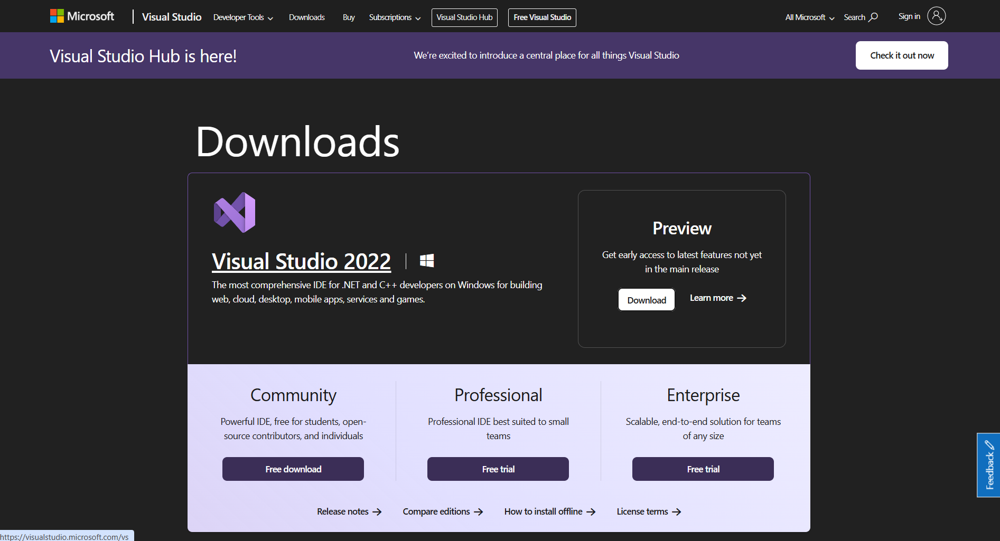 Microsoft
Visual Studio
Developer Tools
Downloads
Buy
Subscriptions
Visual Studio Hub
Free Visual Studio
All Microsoft
Search
Sign in
Visual Studio Hub is here!
We're excited to introduce a central place for all things Visual Studio
Check it out now
Downloads
Visual Studio 2022
The most comprehensive IDE for .NET and C++ developers on Windows for building
web, cloud, desktop, mobile apps, services and games.
Preview
Get early access to latest features not yet
in the main release
Download
Learn more
Community
Powerful IDE, free for students, open-
source contributors, and individuals
Free download
Professional
Professional IDE best suited to small
teams
Free trial
Enterprise
Scalable, end-to-end solution for teams
of any size
Free trial
Release notes
Compare editions
How to install offline
License terms
Feedback
https://visualstudio.microsoft.com/vs